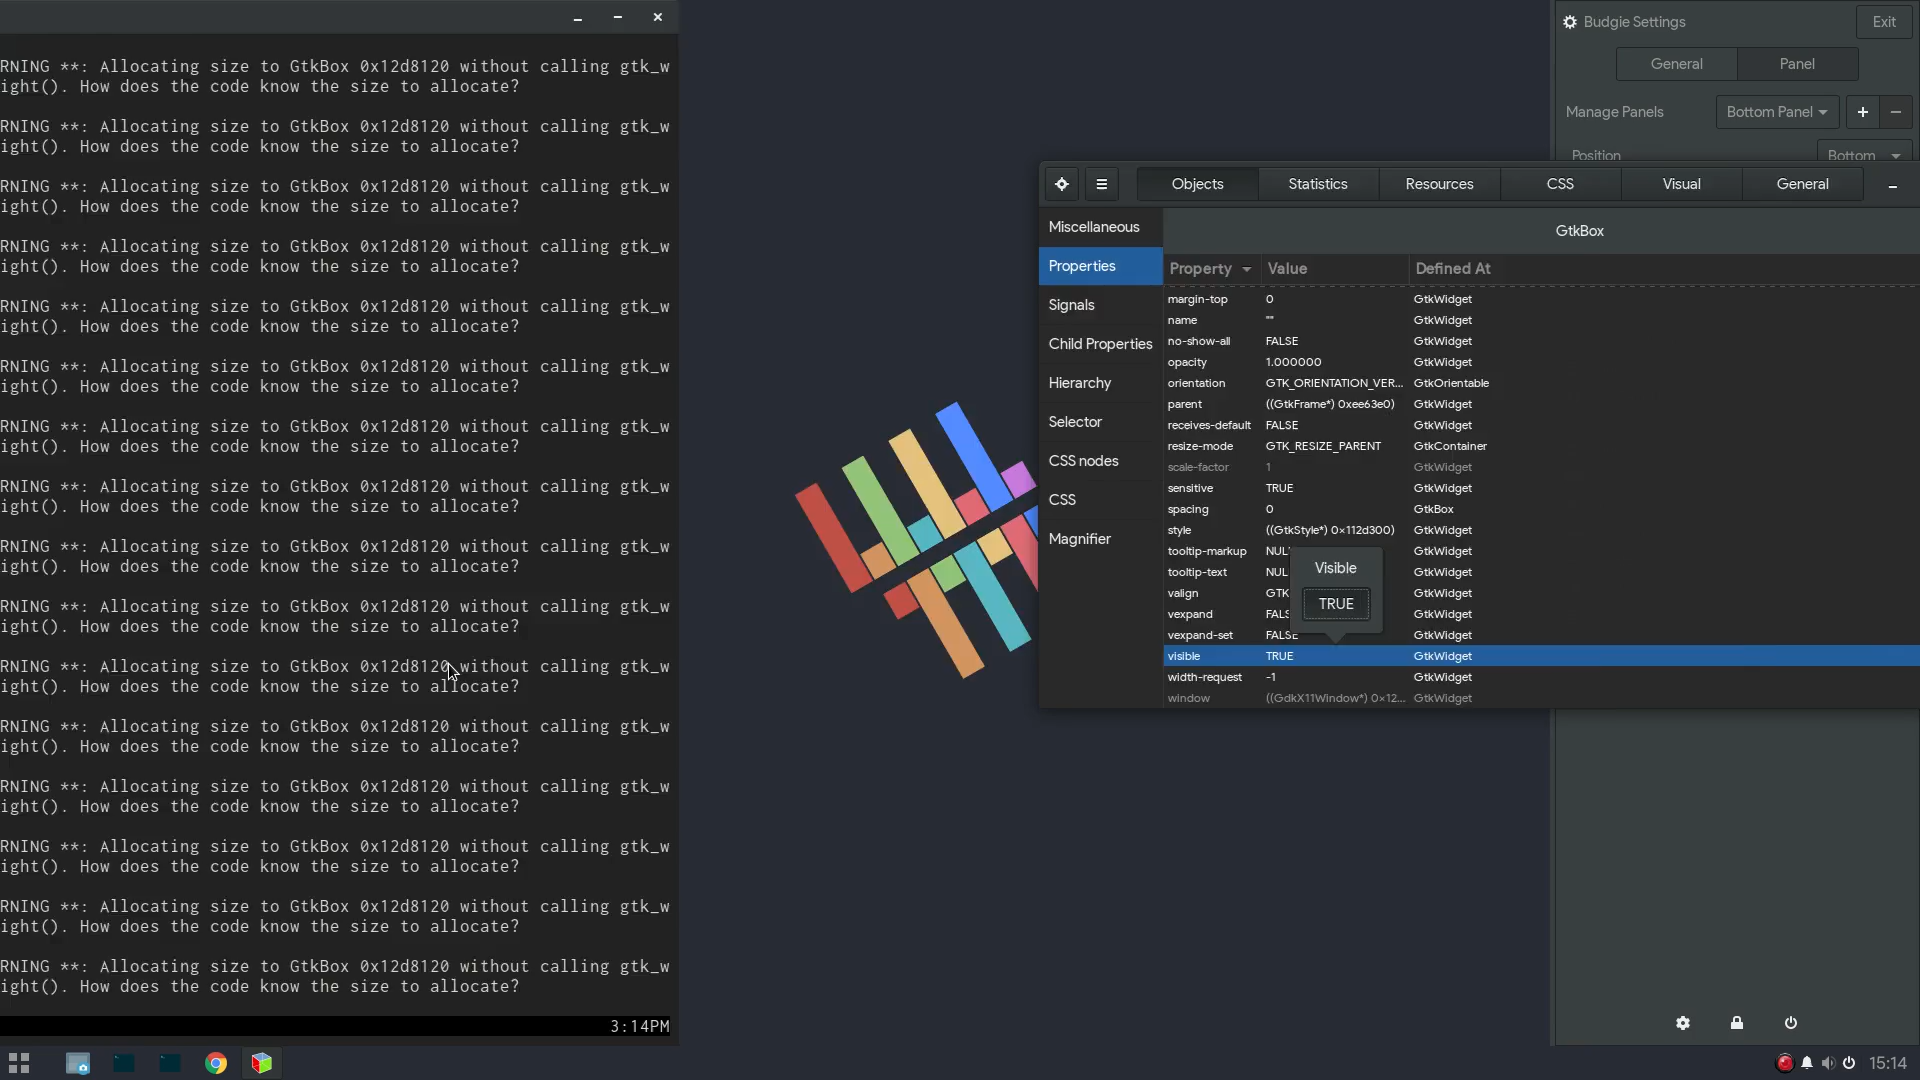 RNING **: Allocating size to GtkBox 0x12d8120 without calling gtk_w
ight(). How does the code know the size to allocate?
RNING **: Allocating size to GtkBox 0x12d8120 without calling gtk_w
ight(). How does the code know the size to allocate?
RNING **: Allocating size to GtkBox 0x12d8120 without calling gtk_w
ight(). How does the code know the size to allocate?
RNING **: Allocating size to GtkBox 0x12d8120 without calling gtk_w
ight(). How does the code know the size to allocate?
RNING **: Allocating size to GtkBox 0x12d8120 without calling gtk_w
ight(). How does the code know the size to allocate?
RNING **: Allocating size to GtkBox 0x12d8120 without calling gtk_w
ight(). How does the code know the size to allocate?
RNING **: Allocating size to GtkBox 0x12d8120 without calling gtk_w
ight(). How does the code know the size to allocate?
RNING **: Allocating size to GtkBox 0x12d8120 without calling gtk_w
ight(). How does the code know the size to allocate?
RNING **: Allocating size to GtkBox 0x12d8120 without calling gtk_w
ight(). How does the code know the size to allocate?
RNING **: Allocating size to GtkBox 0x12d8120 without calling gtk_w
ight(). How does the code know the size to allocate?
RNING **: Allocating size to GtkBox 0x12d8120 without calling gtk_w
ight(). How does the code know the size to allocate?
RNING **: Allocating size to GtkBox 0x12d8120 without calling gtk_w
ight(). How does the code know the size to allocate?
RNING **: Allocating size to GtkBox 0x12d8120 without calling gtk_w
ight(). How does the code know the size to allocate?
RNING **: Allocating size to GtkBox 0x12d8120 without calling gtk_w
ight(). How does the code know the size to allocate?
RNING **: Allocating size to GtkBox 0x12d8120 without calling gtk_w
ight(). How does the code know the size to allocate?
RNING **: Allocating size to GtkBox 0x12d8120 without calling gtk_w
ight(). How does the code know the size to allocate?
3:14PM
Budgie Settings Exit
General Panel
Manage Panels Bottom Panel + −
Position Bottom
Objects Statistics Resources CSS Visual General
Miscellaneous
Properties
Signals
Child Properties
Hierarchy
Selector
CSS nodes
CSS
Magnifier
GtkBox
Property Value Defined At
margin-top 0 GtkWidget
name "" GtkWidget
no-show-all FALSE GtkWidget
opacity 1.000000 GtkWidget
orientation GTK_ORIENTATION_VER... GtkOrientable
parent ((GtkFrame*) 0xee63e0) GtkWidget
receives-default FALSE GtkWidget
resize-mode GTK_RESIZE_PARENT GtkContainer
scale-factor 1 GtkWidget
sensitive TRUE GtkWidget
spacing 0 GtkBox
style ((GtkStyle*) 0x112d300) GtkWidget
tooltip-markup NUL GtkWidget
tooltip-text NUL GtkWidget
valign GTK GtkWidget
vexpand FALS GtkWidget
vexpand-set FALSE GtkWidget
visible TRUE GtkWidget
width-request -1 GtkWidget
window ((GdkX11Window*) 0x12... GtkWidget
Visible
TRUE
15:14